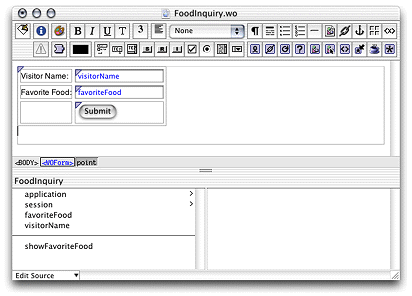 FoodInquiry.wo
B I U T 3 None
Visitor Name: visitorName
Favorite Food: favoriteFood
Submit
<BODY> <WOForm> point
FoodInquiry
application >
session >
favoriteFood
visitorName
showFavoriteFood
Edit Source